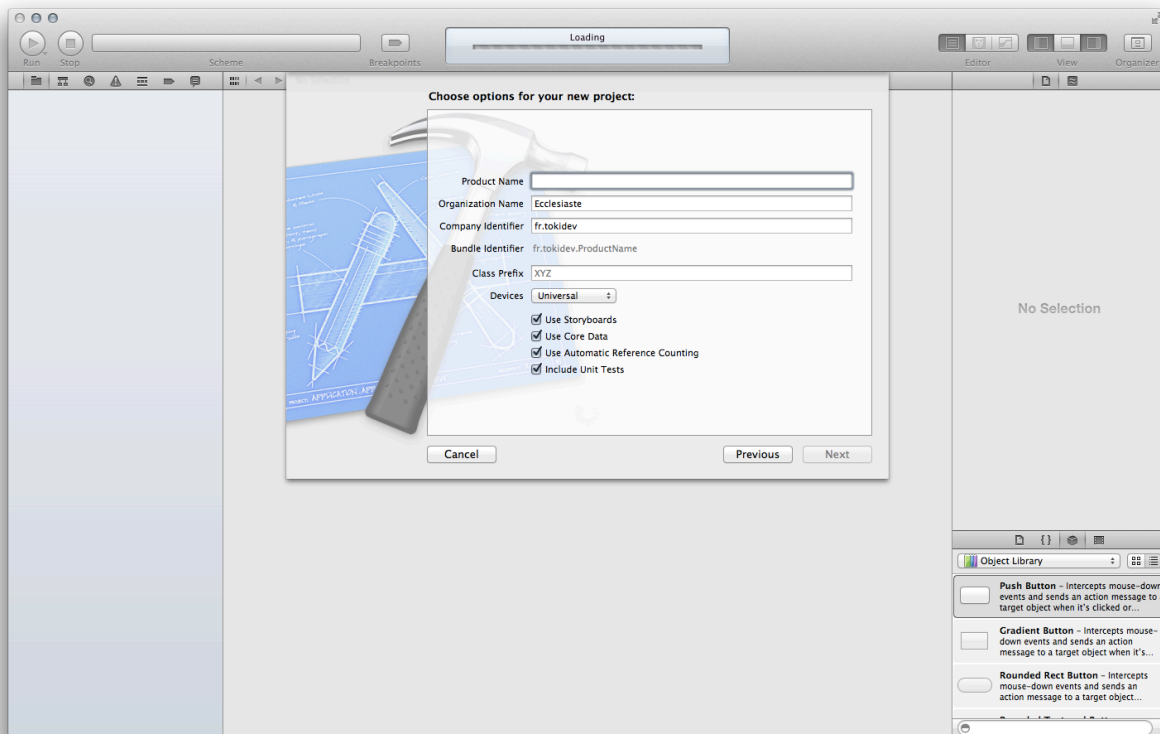 Loading
Run
Stop
Scheme
Breakpoints
Editor
View
Organizer
Choose options for your new project:
Product Name
Organization Name Ecclesiaste
Company Identifier fr.tokidev
Bundle Identifier fr.tokidev.ProductName
Class Prefix XYZ
Devices Universal
Use Storyboards
Use Core Data
Use Automatic Reference Counting
Include Unit Tests
Cancel
Previous
Next
No Selection
{}
Object Library
Push Button – Intercepts mouse-down
events and sends an action message to
target object when it's clicked or...
Gradient Button – Intercepts mouse-
down events and sends an action
message to a target object when it's...
Rounded Rect Button – Intercepts
mouse-down events and sends an
action message to a target object...